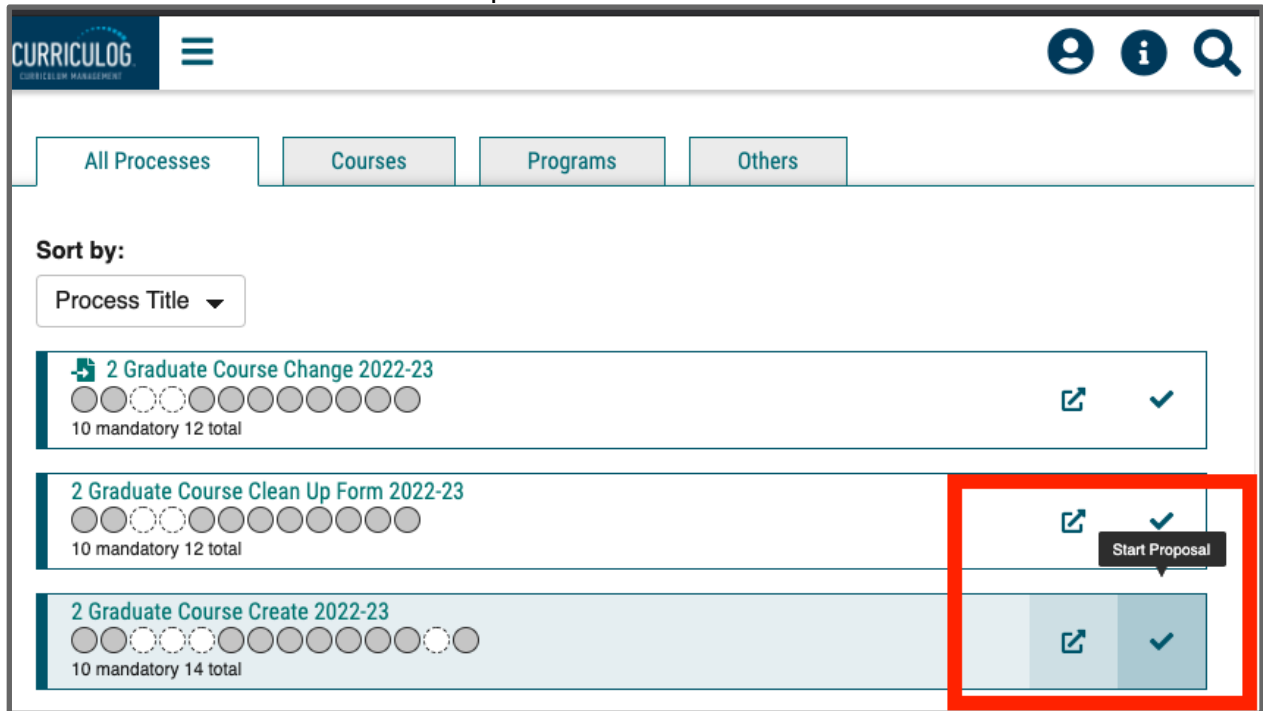 CURRICULOG
CURRICULUM MANAGEMENT
All Processes
Courses
Programs
Others
Sort by:
Process Title
2 Graduate Course Change 2022-23
10 mandatory 12 total
2 Graduate Course Clean Up Form 2022-23
10 mandatory 12 total
Start Proposal
2 Graduate Course Create 2022-23
10 mandatory 14 total